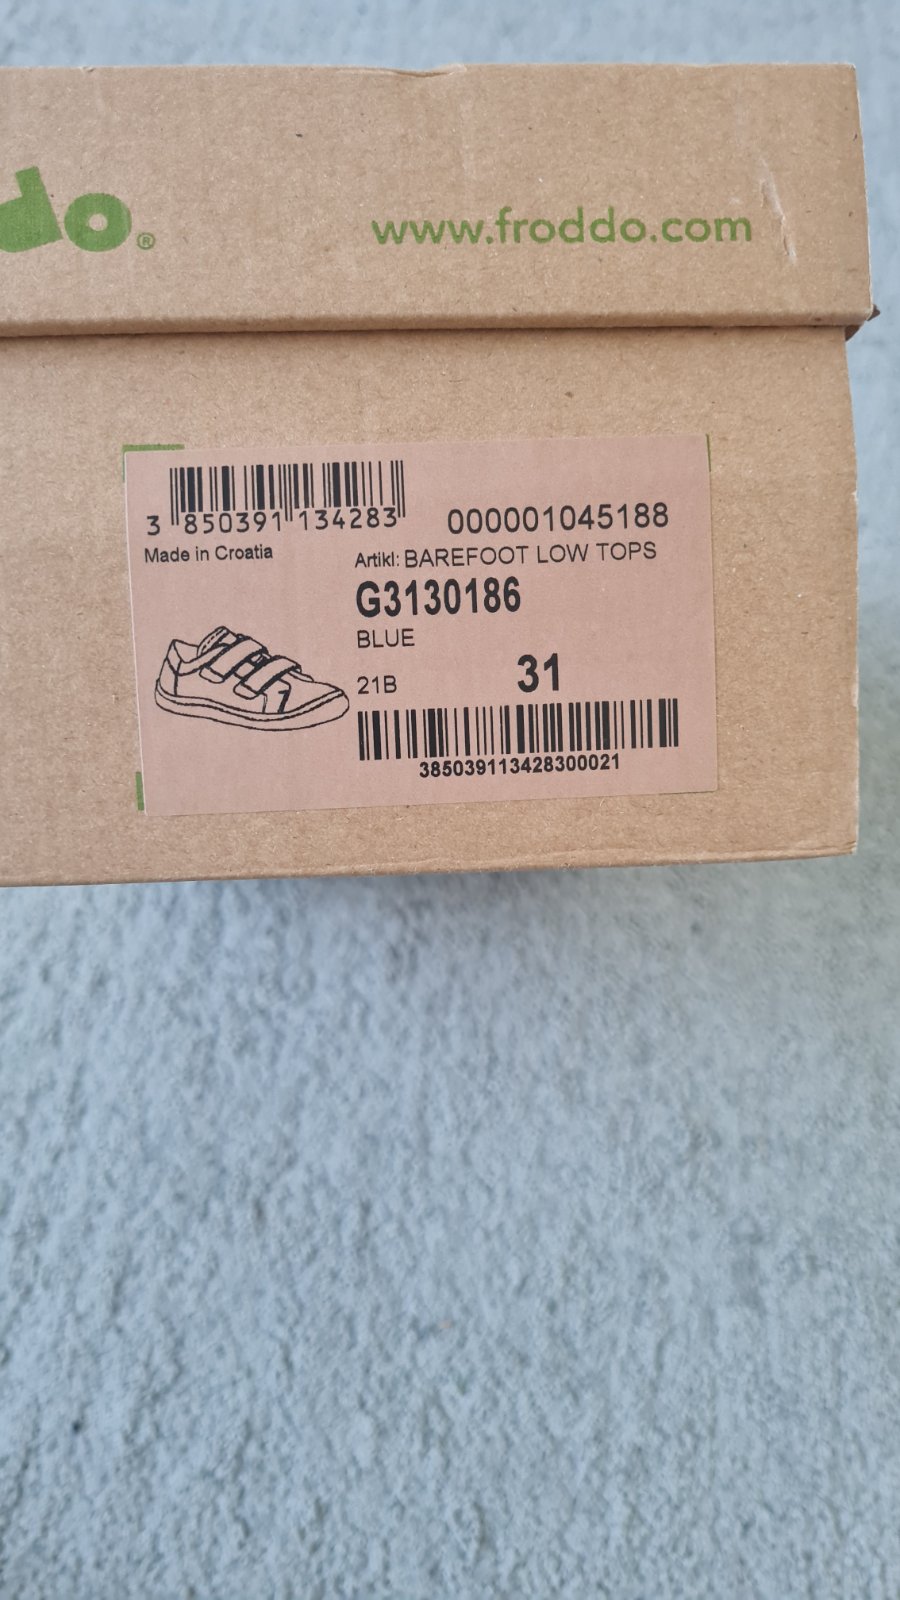 do®
www.froddo.com
3 850391 134283
000001045188
Made in Croatia
Artikl: BAREFOOT LOW TOPS
G3130186
BLUE
21B
31
385039113428300021